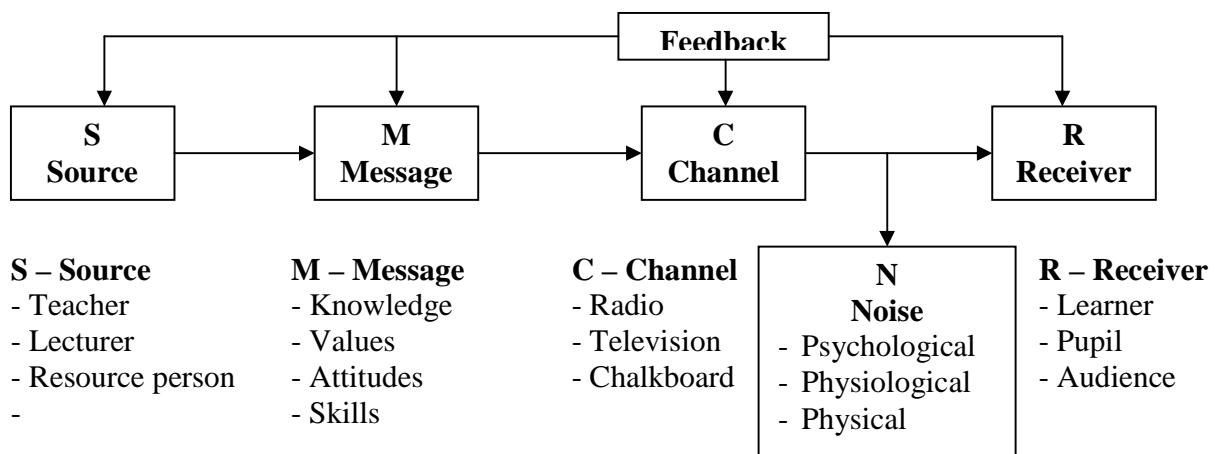 Feedback
S
Source
M
Message
C
Channel
R
Receiver
S – Source
- Teacher
- Lecturer
- Resource person
-
M – Message
- Knowledge
- Values
- Attitudes
- Skills
C – Channel
- Radio
- Television
- Chalkboard
N
Noise
- Psychological
- Physiological
- Physical
R – Receiver
- Learner
- Pupil
- Audience